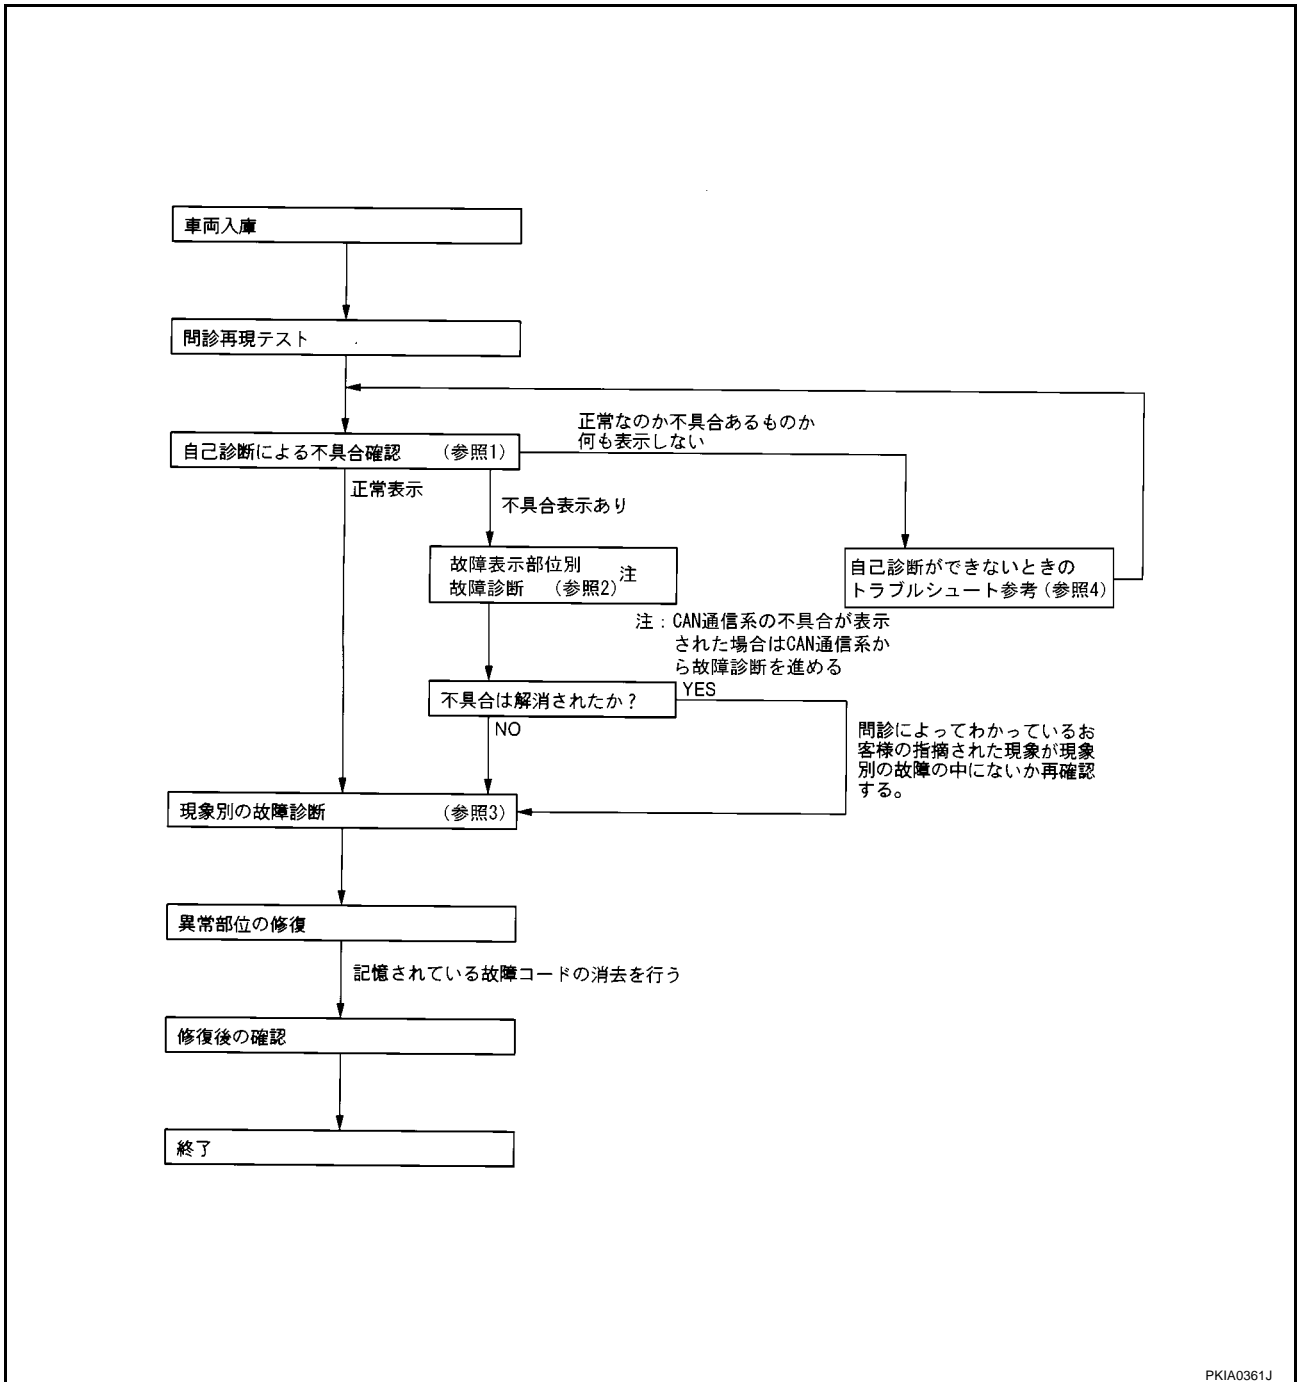 車両入庫
問診再現テスト
正常なのか不具合あるものか
何も表示しない
自己診断による不具合確認 (参照1)
正常表示
不具合表示あり
故障表示部位別
故障診断 (参照2) 注
自己診断ができないときの
トラブルシュート参考(参照4)
注：CAN通信系の不具合が表示
された場合はCAN通信系か
ら故障診断を進める
不具合は解消されたか？
YES
NO
問診によってわかっているお
客様の指摘された現象が現象
別の故障の中にないか再確認
する。
現象別の故障診断 (参照3)
異常部位の修復
記憶されている故障コードの消去を行う
修復後の確認
終了
PKIA0361J